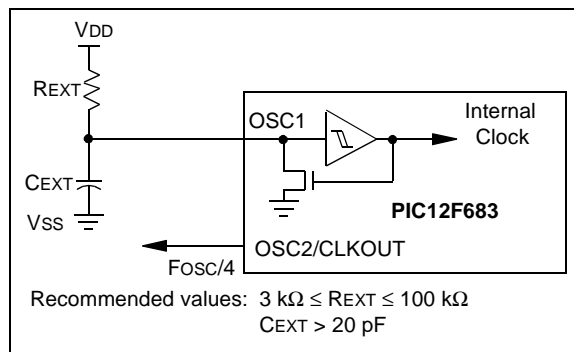 VDD
REXT
OSC1
Internal
Clock
CEXT
PIC12F683
VSS
OSC2/CLKOUT
FOSC/4
Recommended values: 3 kΩ ≤ REXT ≤ 100 kΩ
CEXT > 20 pF